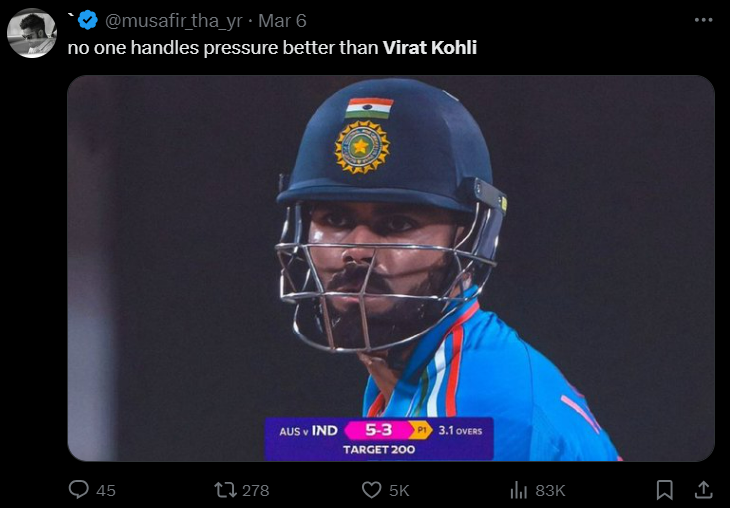 ` @musafir_tha_yr · Mar 6
no one handles pressure better than Virat Kohli
AUS v IND 5-3 P1 3.1 OVERS
TARGET 200
45 278 5K 83K